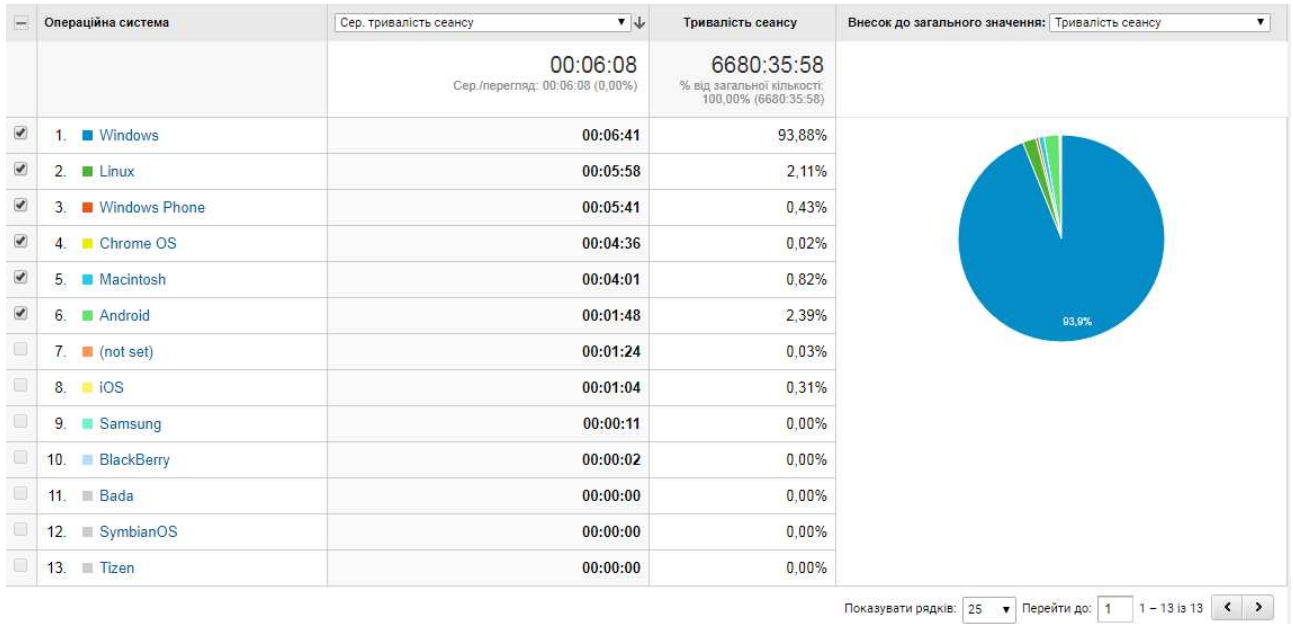 Операційна система Сер. тривалість сеансу Тривалість сеансу Внесок до загального значення: Тривалість сеансу
00:06:08 6680:35:58
Сер./перегляд: 00:06:08 (0,00%) % від загальної кількості:
100,00% (6680:35:58)
1. Windows 00:06:41 93,88%
2. Linux 00:05:58 2,11%
3. Windows Phone 00:05:41 0,43%
4. Chrome OS 00:04:36 0,02%
5. Macintosh 00:04:01 0,82%
6. Android 00:01:48 2,39%
93,9%
7. (not set) 00:01:24 0,03%
8. iOS 00:01:04 0,31%
9. Samsung 00:00:11 0,00%
10. BlackBerry 00:00:02 0,00%
11. Bada 00:00:00 0,00%
12. SymbianOS 00:00:00 0,00%
13. Tizen 00:00:00 0,00%
Показувати рядків: 25 Перейти до: 1 1 – 13 із 13